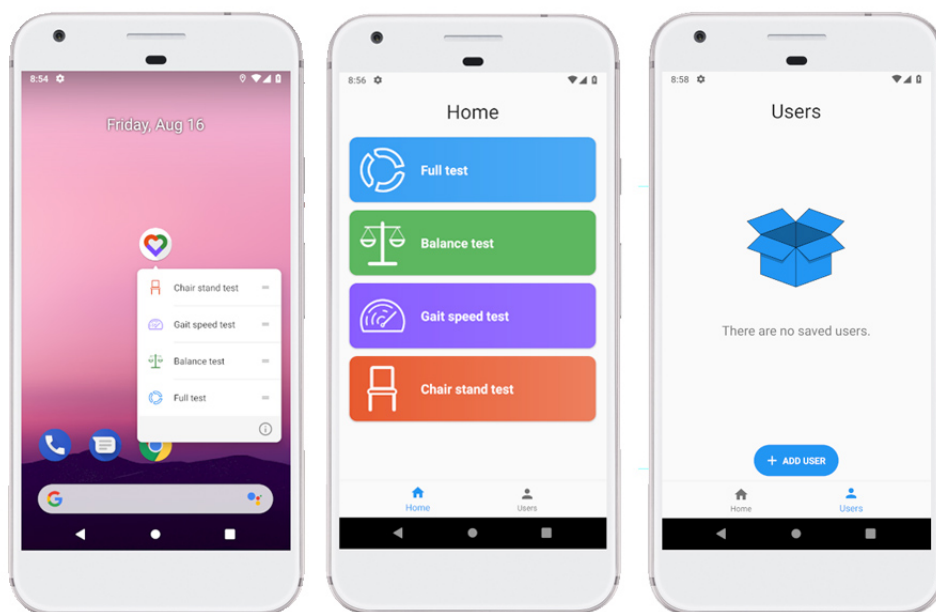 8:54
Friday, Aug 16
Chair stand test
Gait speed test
Balance test
Full test
G
8:56
Home
Full test
Balance test
Gait speed test
Chair stand test
Home
Users
8:58
Users
There are no saved users.
+ ADD USER
Home
Users